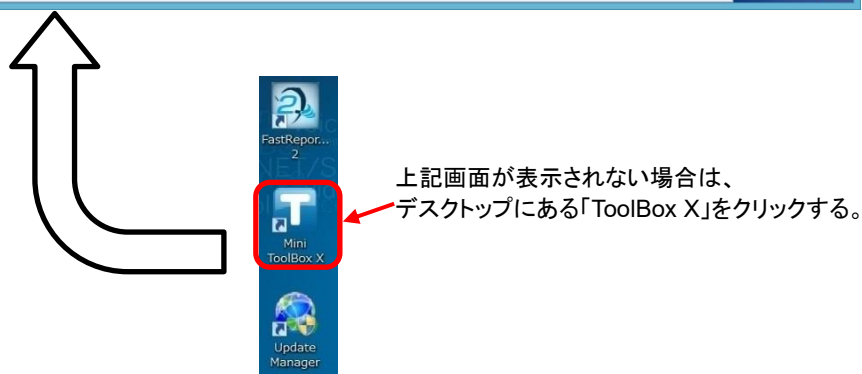 FastRepor...
2
上記画面が表示されない場合は、
デスクトップにある「ToolBox X」をクリックする。
Mini
ToolBox X
Update
Manager